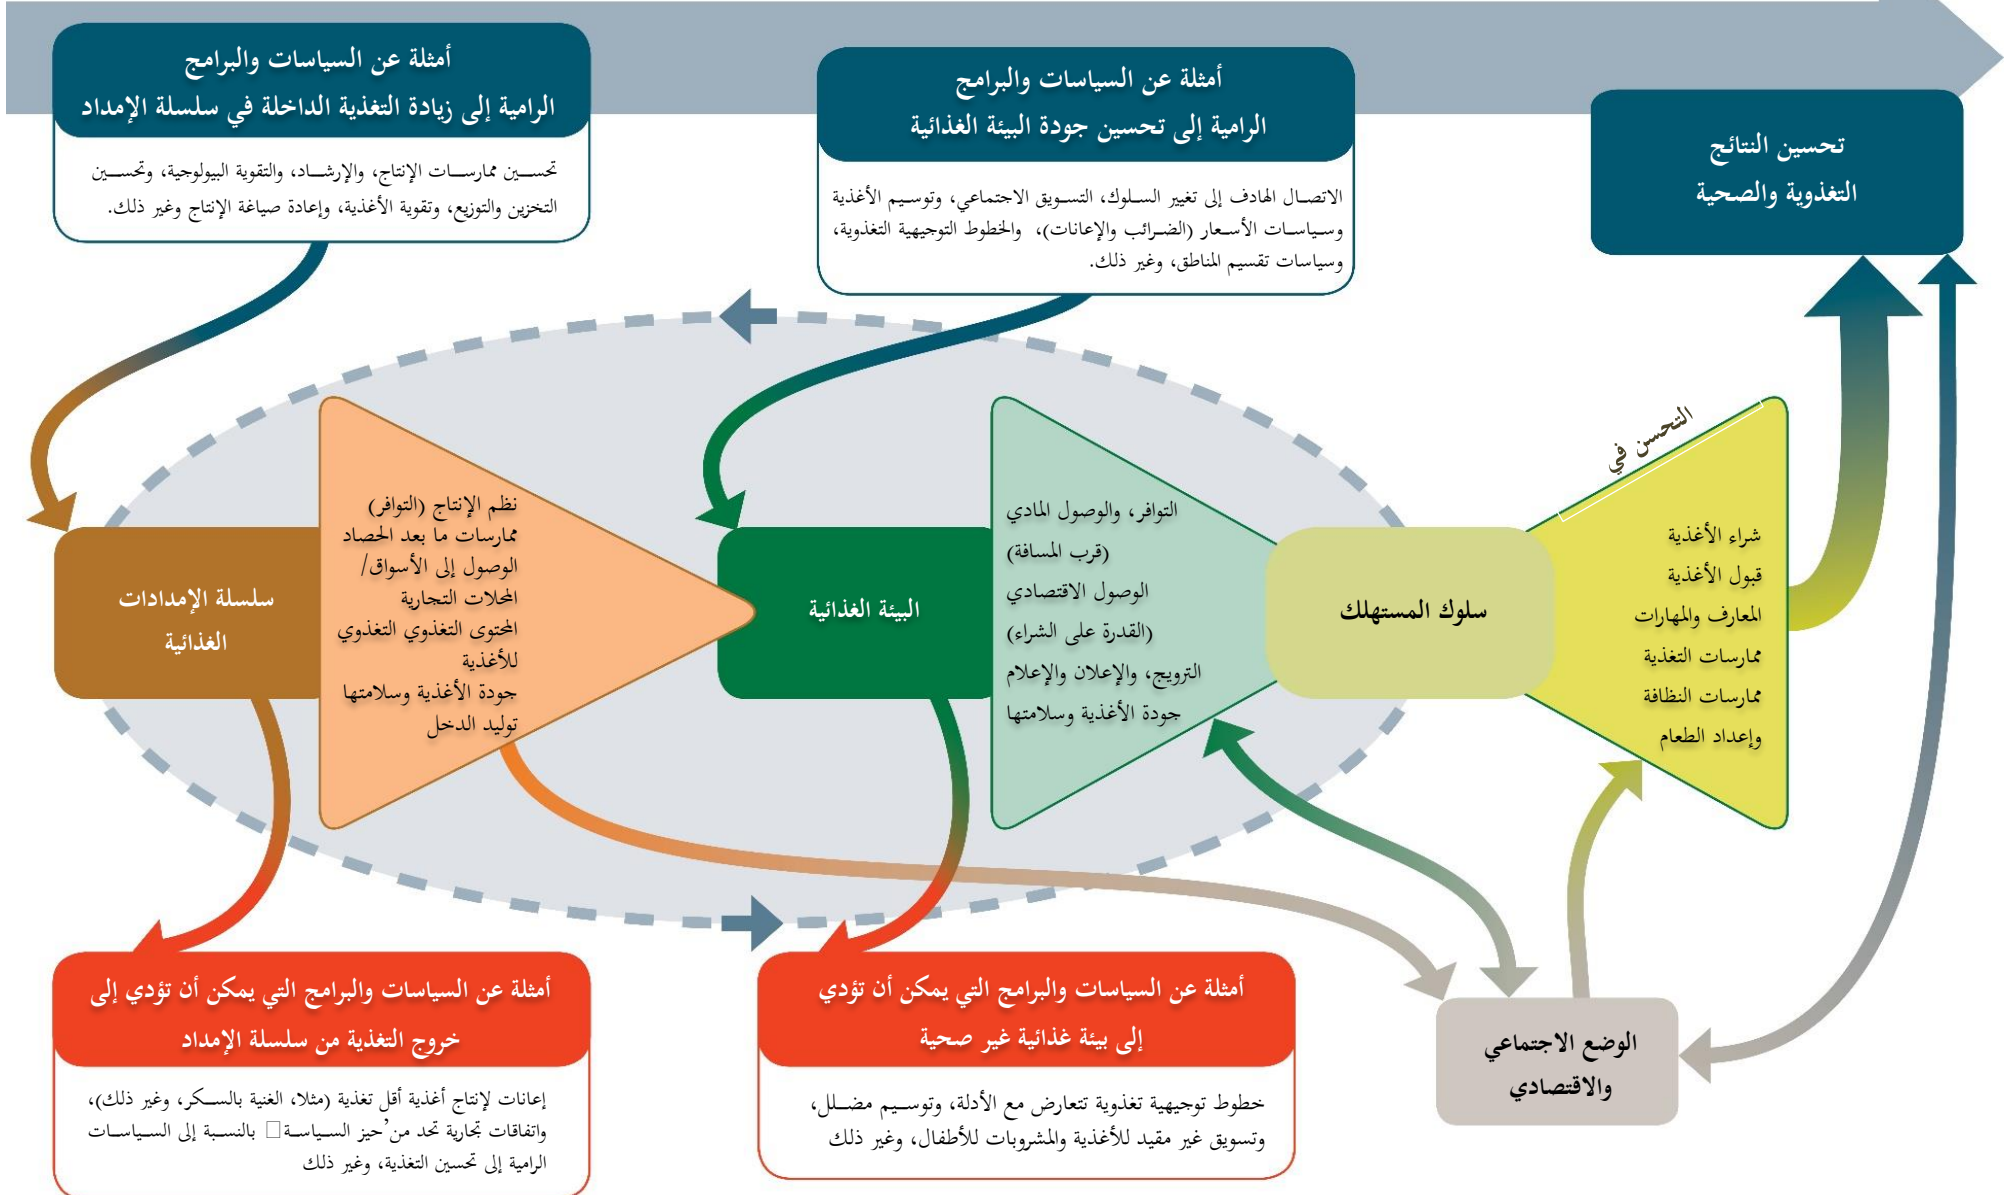 أمثلة عن السياسات والبرامج
الرامية إلى زيادة التغذية الداخلة في سلسلة الإمداد
تحسين ممارسات الإنتاج، والإرشاد، والتقوية البيولوجية، وتحسين
التخزين والتوزيع، وتقوية الأغذية، وإعادة صياغة الإنتاج وغير ذلك.
أمثلة عن السياسات والبرامج
الرامية إلى تحسين جودة البيئة الغذائية
الاتصال الهادف إلى تغيير السلوك، التسويق الاجتماعي، وتوسيم الأغذية
وسياسات الأسعار (الضرائب والإعانات)، والخطوط التوجيهية التغذوية،
وسياسات تقسيم المناطق، وغير ذلك.
تحسين النتائج
التغذوية والصحية
سلسلة الإمدادات
الغذائية
نظم الإنتاج (التوافر)
ممارسات ما بعد الحصاد
الوصول إلى الأسواق/
المحلات التجارية
المحتوى التغذوي التغذوي
للأغذية
جودة الأغذية وسلامتها
توليد الدخل
البيئة الغذائية
التوافر، والوصول المادي
(قرب المسافة)
الوصول الاقتصادي
(القدرة على الشراء)
الترويج، والإعلان والإعلام
جودة الأغذية وسلامتها
سلوك المستهلك
التحسن في
شراء الأغذية
قبول الأغذية
المعارف والمهارات
ممارسات التغذية
ممارسات النظافة
وإعداد الطعام
أمثلة عن السياسات والبرامج التي يمكن أن تؤدي إلى
خروج التغذية من سلسلة الإمداد
إعانات لإنتاج أغذية أقل تغذية (مثلا، الغنية بالسكر، وغير ذلك)،
واتفاقات تجارية تحد من’حيز السياسة□ بالنسبة إلى السياسات
الرامية إلى تحسين التغذية، وغير ذلك
أمثلة عن السياسات والبرامج التي يمكن أن تؤدي
إلى بيئة غذائية غير صحية
خطوط توجيهية تغذوية تتعارض مع الأدلة، وتوسيم مضلل،
وتسويق غير مقيد للأغذية والمشروبات للأطفال، وغير ذلك
الوضع الاجتماعي
والاقتصادي